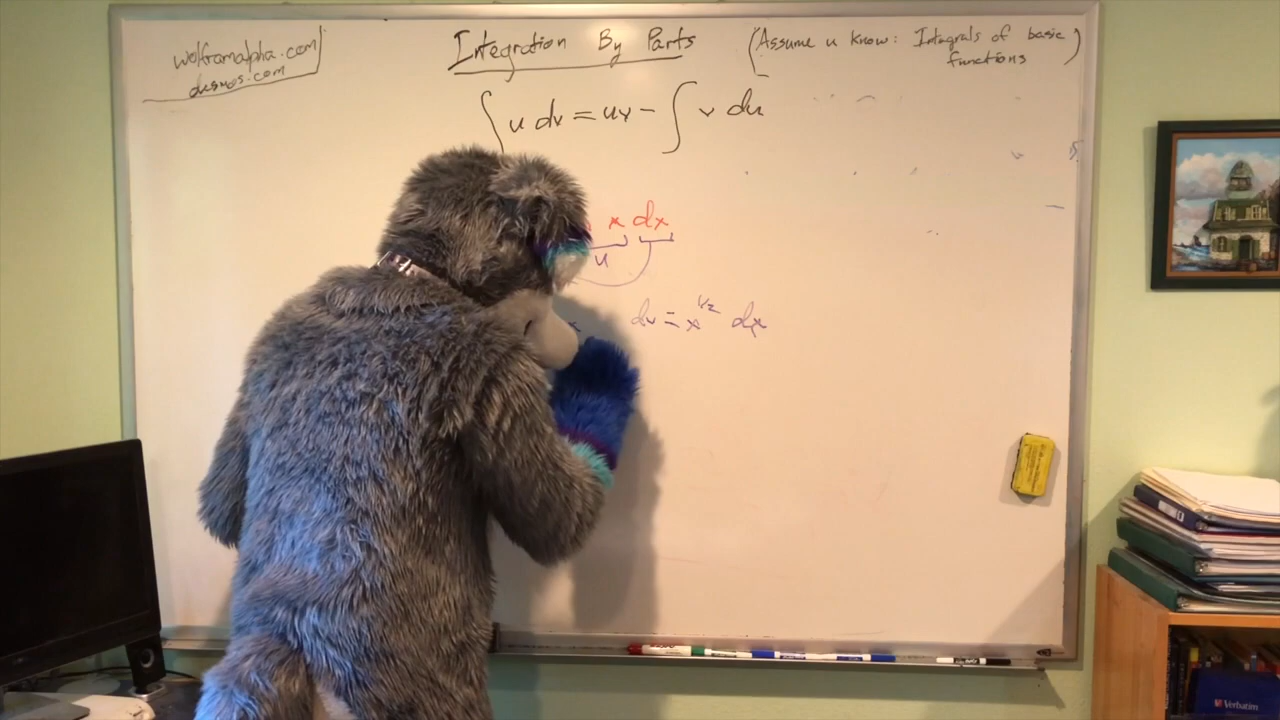 wolframalpha.com
desmos.com
Integration By Parts
(Assume u know: Integrals of basic functions)
∫ u dv = uv - ∫ v du
x dx
u
dv = x^{1/2} dx
Verbatim